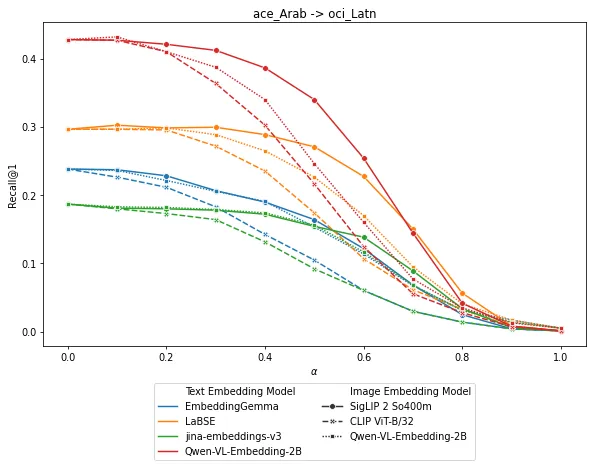 ace_Arab -> oci_Latn
Recall@1
0.4
0.3
0.2
0.1
0.0
0.0 0.2 0.4 0.6 0.8 1.0
α
Text Embedding Model Image Embedding Model
EmbeddingGemma SigLIP 2 So400m
LaBSE CLIP ViT-B/32
jina-embeddings-v3 Qwen-VL-Embedding-2B
Qwen-VL-Embedding-2B